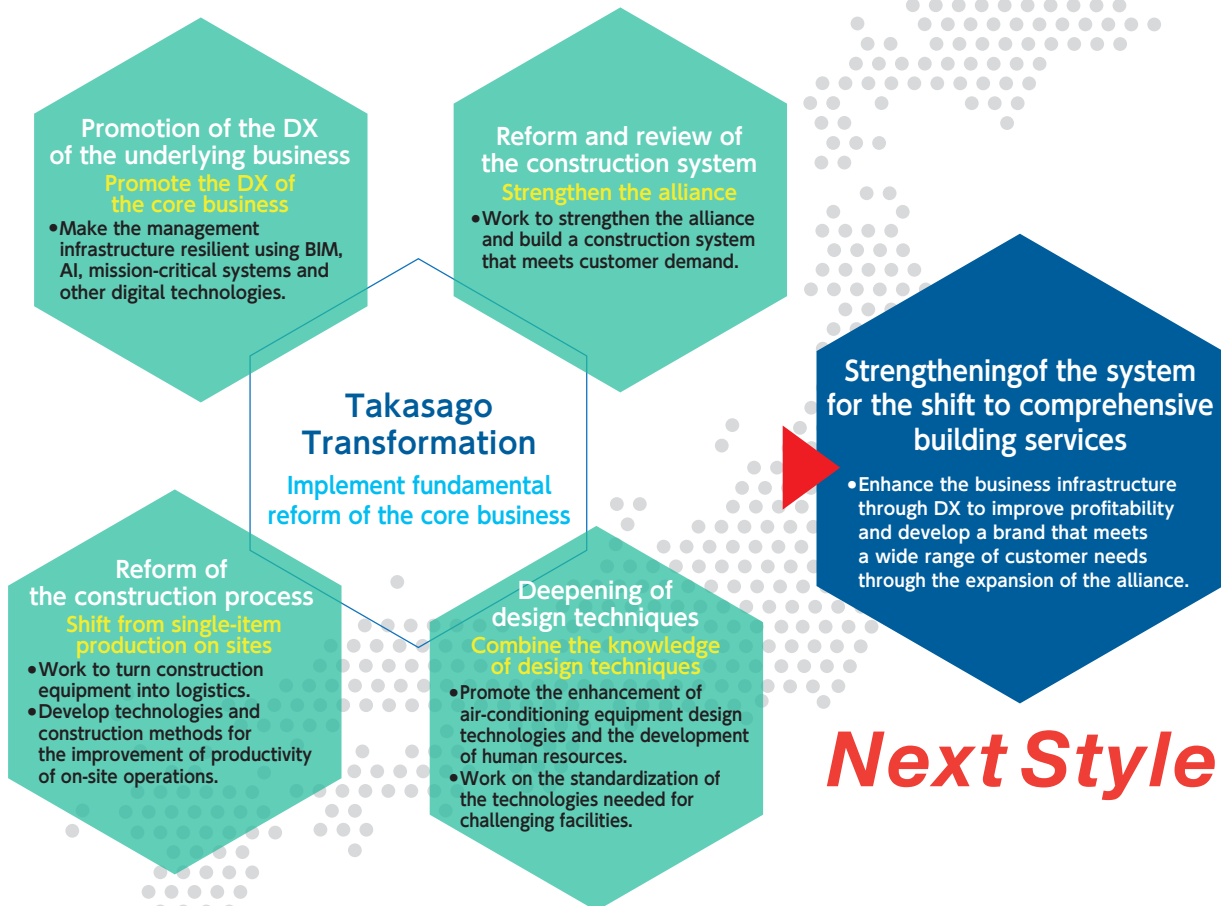 Promotion of the DX
of the underlying business
Promote the DX of
the core business
•Make the management
infrastructure resilient using BIM,
AI, mission-critical systems and
other digital technologies.
Reform and review of
the construction system
Strengthen the alliance
•Work to strengthen the alliance
and build a construction system
that meets customer demand.
Takasago
Transformation
Implement fundamental
reform of the core business
Reform of
the construction process
Shift from single-item
production on sites
•Work to turn construction
equipment into logistics.
•Develop technologies and
construction methods for
the improvement of productivity
of on-site operations.
Deepening of
design techniques
Combine the knowledge
of design techniques
•Promote the enhancement of
air-conditioning equipment design
technologies and the development
of human resources.
•Work on the standardization of
the technologies needed for
challenging facilities.
Strengtheningof the system
for the shift to comprehensive
building services
•Enhance the business infrastructure
through DX to improve profitability
and develop a brand that meets
a wide range of customer needs
through the expansion of the alliance.
Next Style